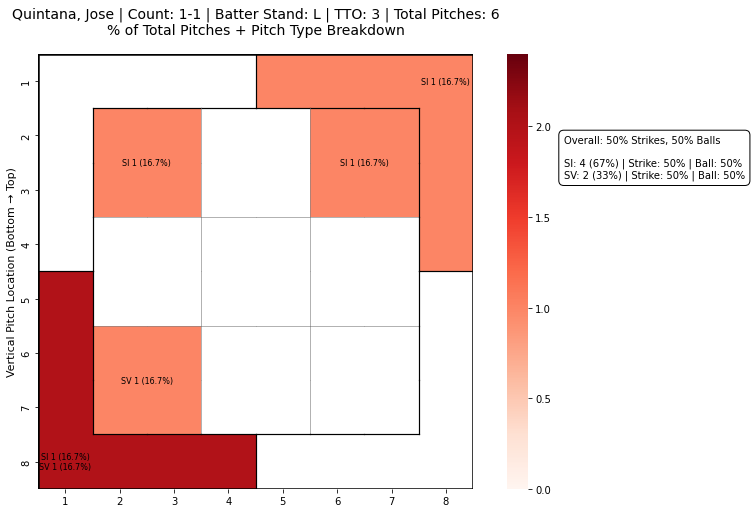 Quintana, Jose | Count: 1-1 | Batter Stand: L | TTO: 3 | Total Pitches: 6
% of Total Pitches + Pitch Type Breakdown
Vertical Pitch Location (Bottom → Top)
1
2
3
4
5
6
7
8
SI 1 (16.7%)
SI 1 (16.7%)
SI 1 (16.7%)
SV 1 (16.7%)
SI 1 (16.7%)
SV 1 (16.7%)
1
2
3
4
5
6
7
8
2.0
1.5
1.0
0.5
0.0
Overall: 50% Strikes, 50% Balls
SI: 4 (67%) | Strike: 50% | Ball: 50%
SV: 2 (33%) | Strike: 50% | Ball: 50%